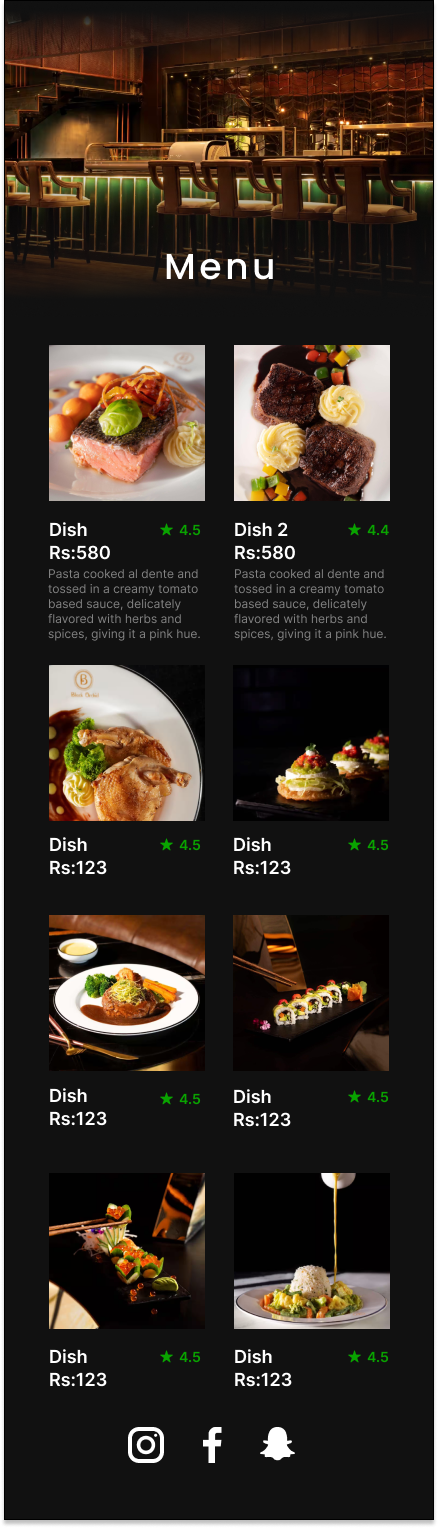 Menu
Dish ★ 4.5
Rs:580
Pasta cooked al dente and
tossed in a creamy tomato
based sauce, delicately
flavored with herbs and
spices, giving it a pink hue.
Dish 2 ★ 4.4
Rs:580
Pasta cooked al dente and
tossed in a creamy tomato
based sauce, delicately
flavored with herbs and
spices, giving it a pink hue.
B
Dish ★ 4.5
Rs:123
Dish ★ 4.5
Rs:123
Dish ★ 4.5
Rs:123
Dish ★ 4.5
Rs:123
Dish ★ 4.5
Rs:123
Dish ★ 4.5
Rs:123